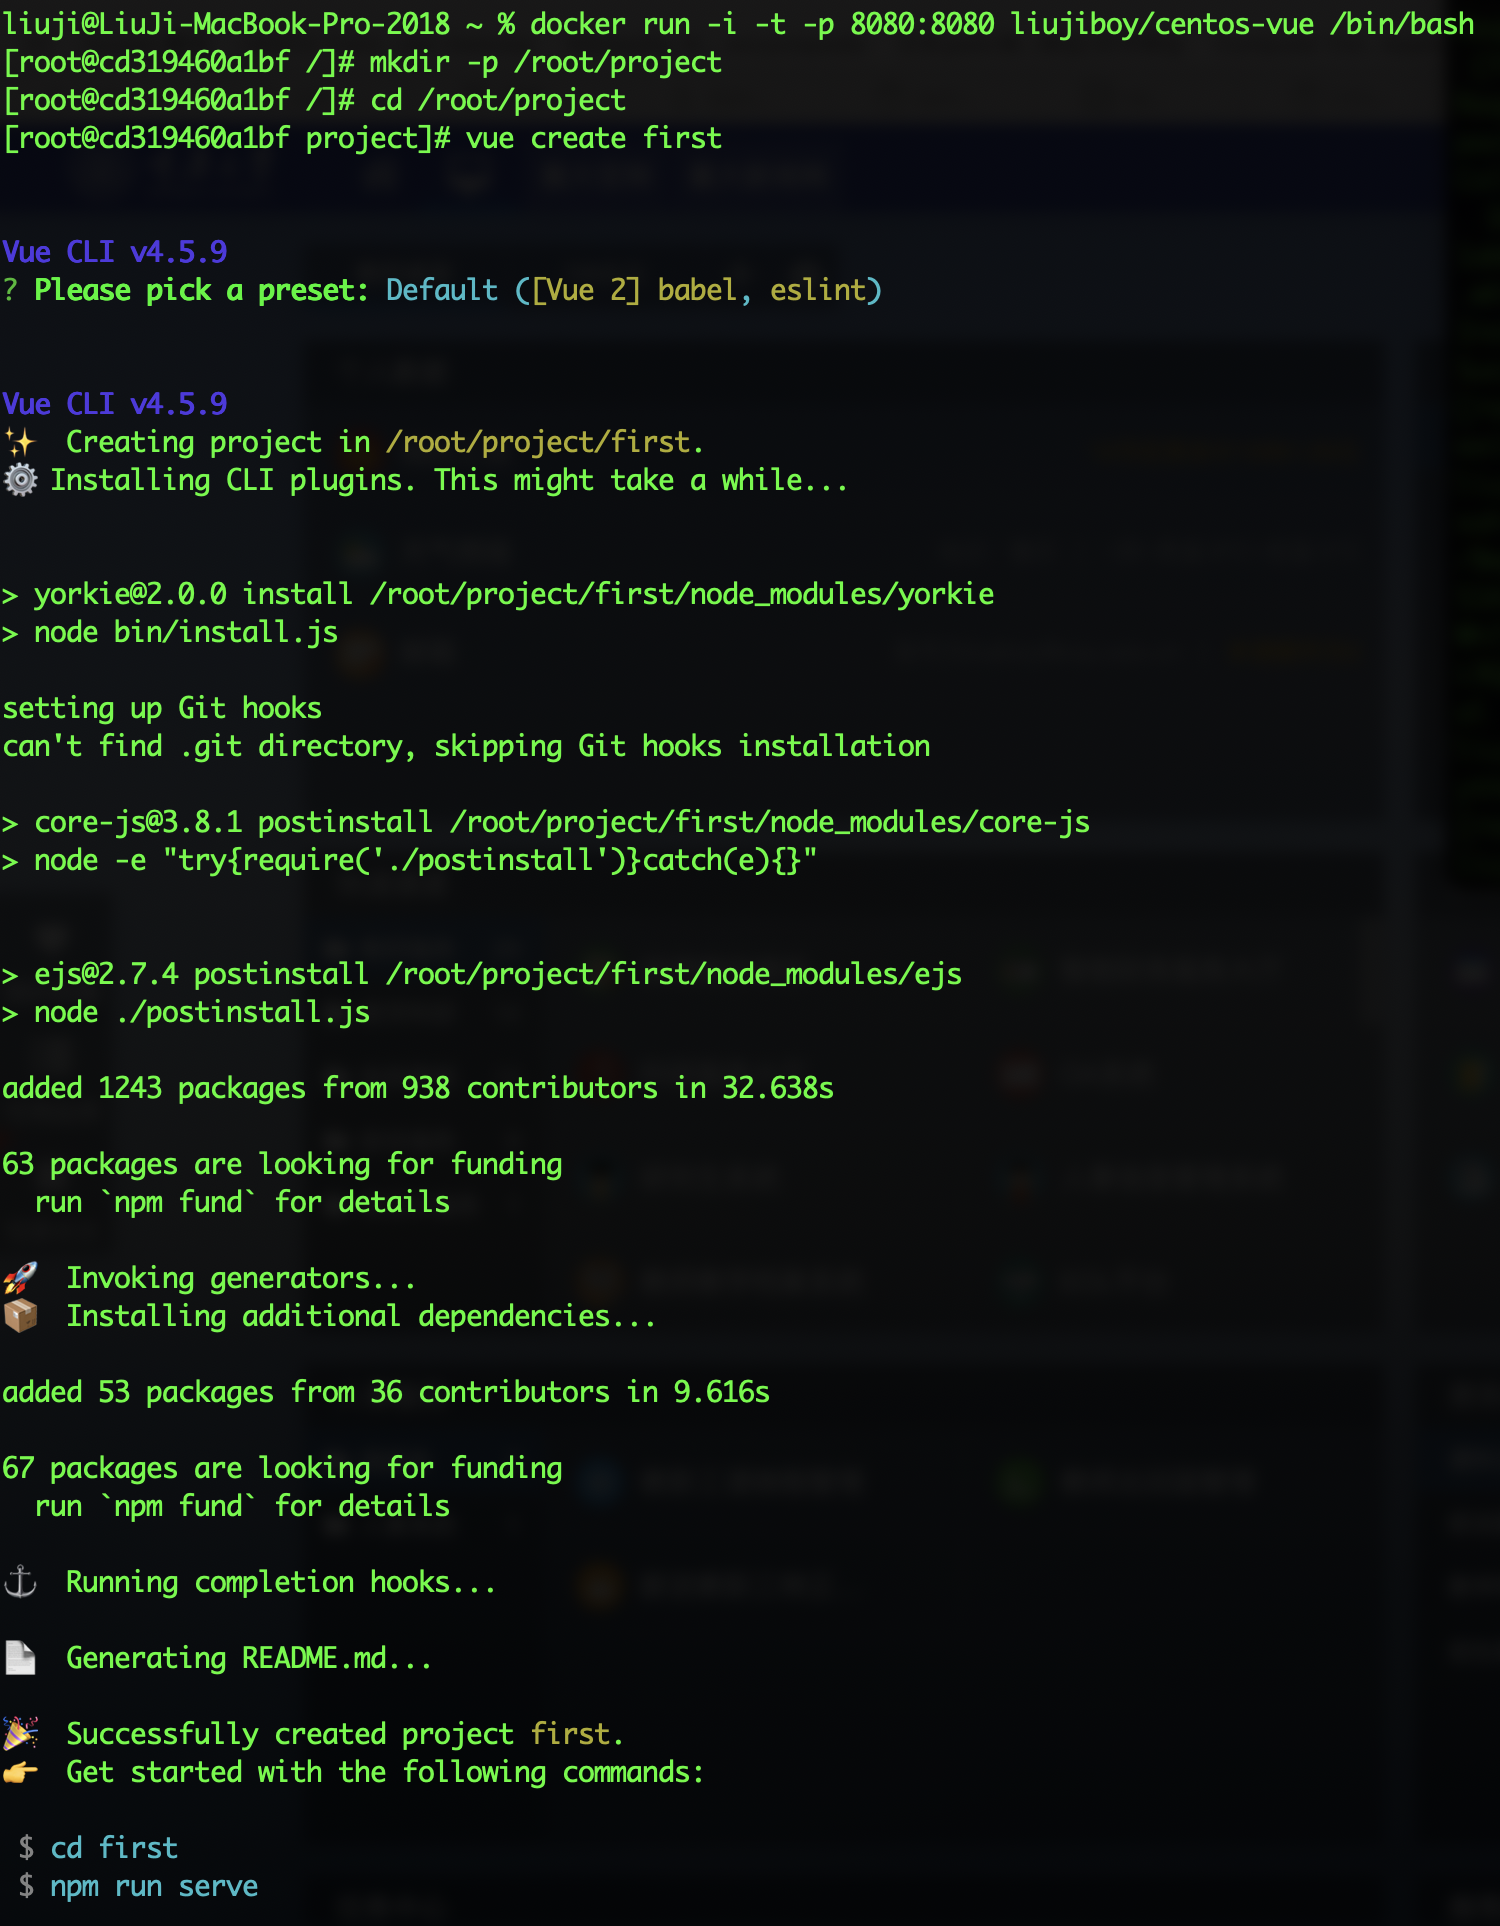 liuji@LiuJi-MacBook-Pro-2018 ~ % docker run -i -t -p 8080:8080 liujiboy/centos-vue /bin/bash
[root@cd319460a1bf /]# mkdir -p /root/project
[root@cd319460a1bf /]# cd /root/project
[root@cd319460a1bf project]# vue create first
Vue CLI v4.5.9
? Please pick a preset: Default ([Vue 2] babel, eslint)
Vue CLI v4.5.9
✨  Creating project in /root/project/first.
⚙️ Installing CLI plugins. This might take a while...
> yorkie@2.0.0 install /root/project/first/node_modules/yorkie
> node bin/install.js
setting up Git hooks
can't find .git directory, skipping Git hooks installation
> core-js@3.8.1 postinstall /root/project/first/node_modules/core-js
> node -e "try{require('./postinstall')}catch(e){}"
> ejs@2.7.4 postinstall /root/project/first/node_modules/ejs
> node ./postinstall.js
added 1243 packages from 938 contributors in 32.638s
63 packages are looking for funding
  run `npm fund` for details
🚀  Invoking generators...
📦  Installing additional dependencies...
added 53 packages from 36 contributors in 9.616s
67 packages are looking for funding
  run `npm fund` for details
⚓  Running completion hooks...
📄  Generating README.md...
🎉  Successfully created project first.
👉  Get started with the following commands:
 $ cd first
 $ npm run serve